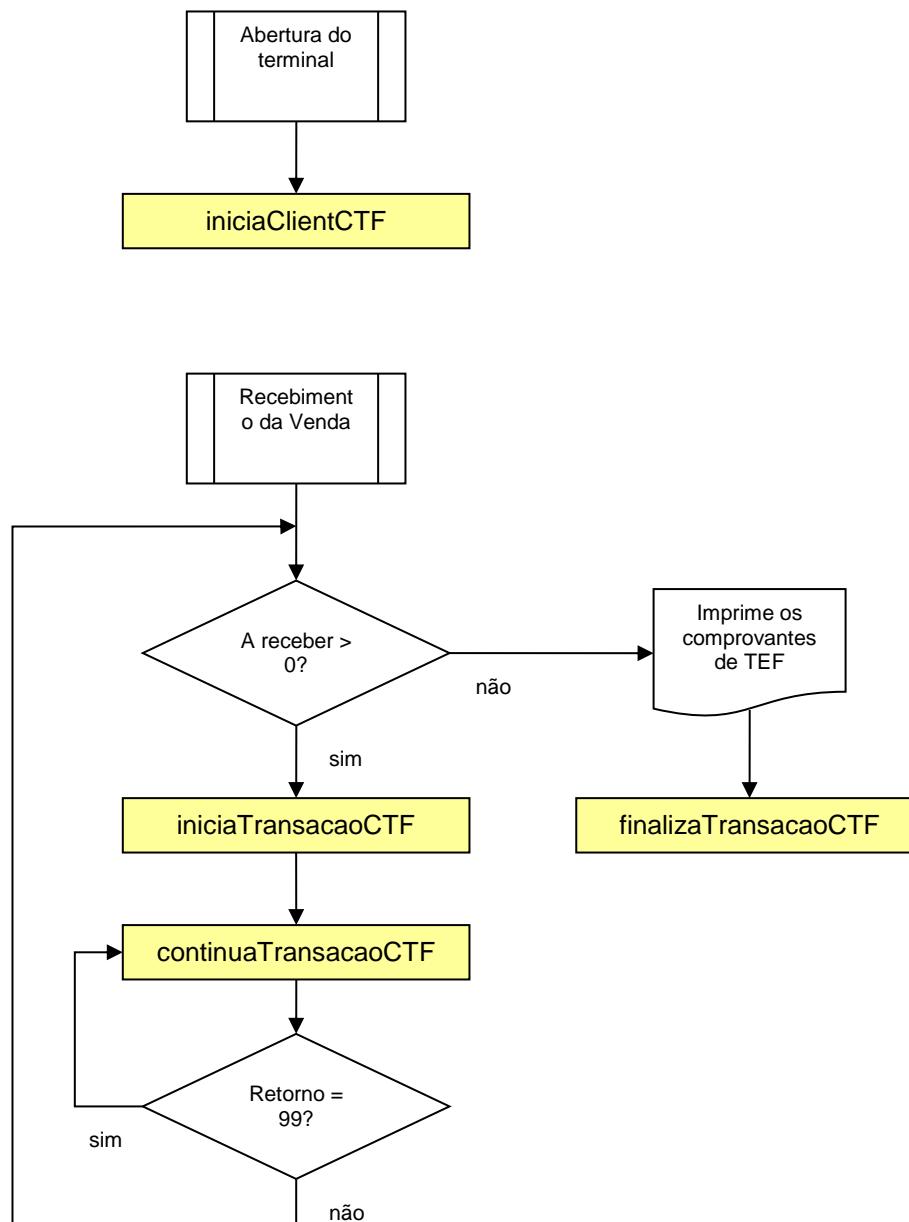 Abertura do
terminal
iniciaClientCTF
Recebiment
o da Venda
A receber >
0?
não
Imprime os
comprovantes
de TEF
sim
iniciaTransacaoCTF
finalizaTransacaoCTF
continuaTransacaoCTF
Retorno =
99?
sim
não